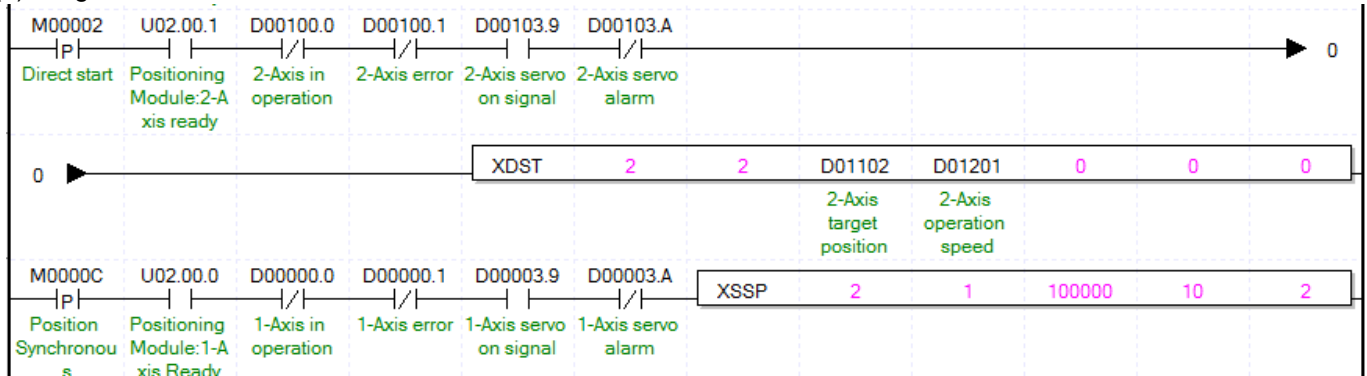 M00002 U02.00.1 D00100.0 D00100.1 D00103.9 D00103.A
P
0
Direct start Positioning 2-Axis in 2-Axis error 2-Axis servo 2-Axis servo
Module:2-A operation on signal alarm
xis ready
0 XDST 2 2 D01102 D01201 0 0 0
2-Axis 2-Axis
target operation
position speed
M0000C U02.00.0 D00000.0 D00000.1 D00003.9 D00003.A
P
XSSP 2 1 100000 10 2
Position Positioning 1-Axis in 1-Axis error 1-Axis servo 1-Axis servo
Synchronou Module:1-A operation on signal alarm
s xis Ready